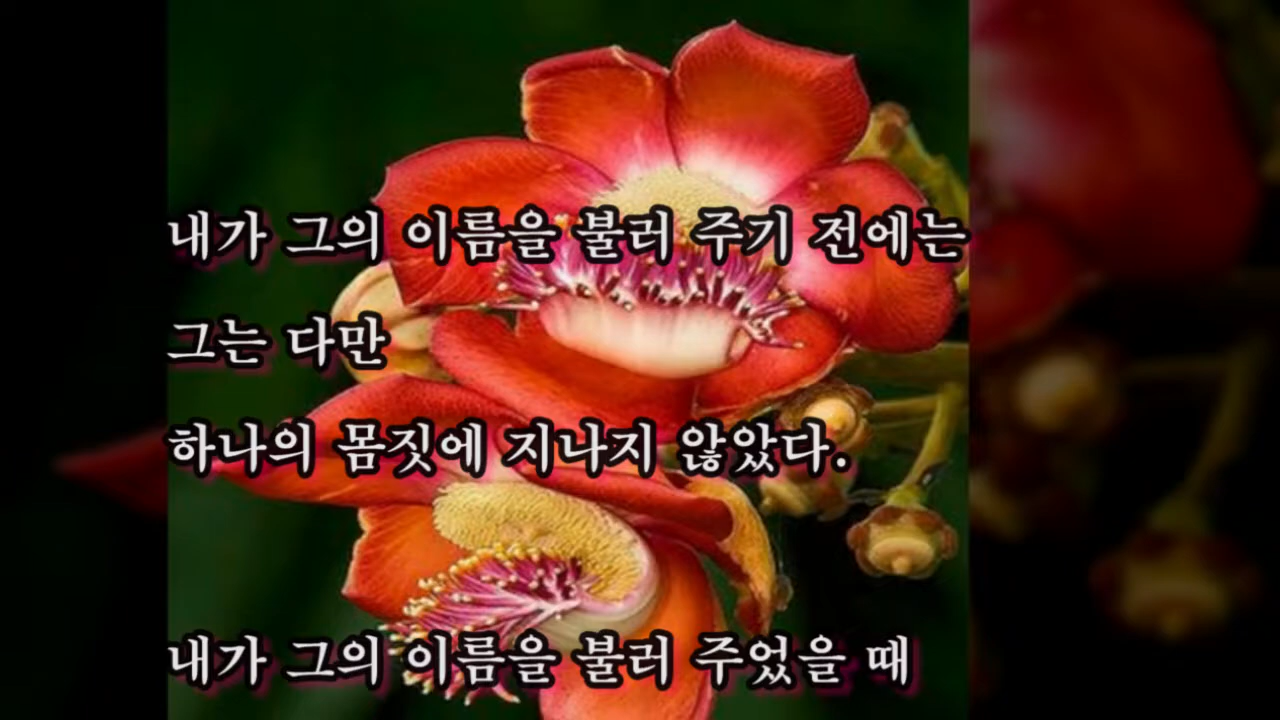 내가 그의 이름을 불러 주기 전에는
그는 다만
하나의 몸짓에 지나지 않았다.
내가 그의 이름을 불러 주었을 때